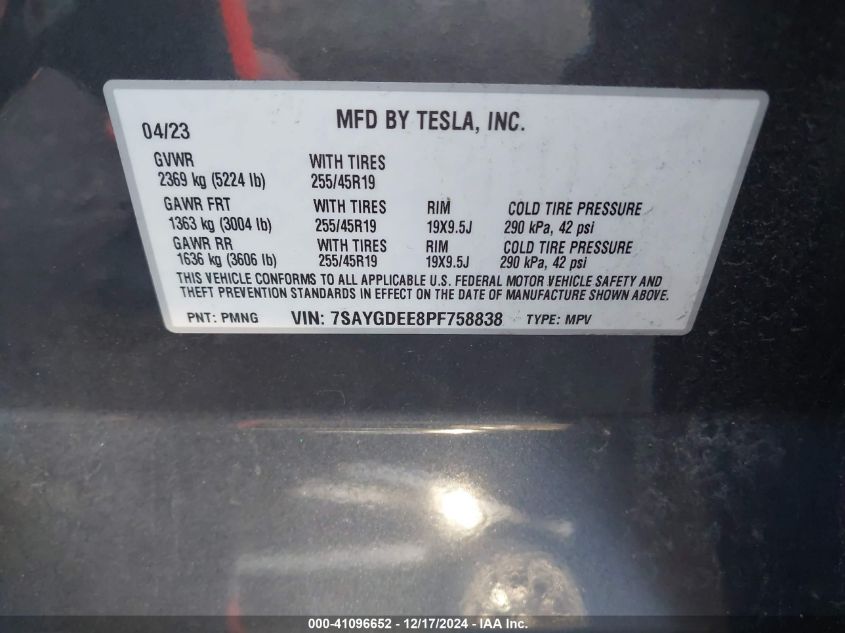 MFD BY TESLA, INC.
04/23
GVWR WITH TIRES
2369 kg (5224 lb) 255/45R19
GAWR FRT WITH TIRES RIM COLD TIRE PRESSURE
1363 kg (3004 lb) 255/45R19 19X9.5J 290 kPa, 42 psi
GAWR RR WITH TIRES RIM COLD TIRE PRESSURE
1636 kg (3606 lb) 255/45R19 19X9.5J 290 kPa, 42 psi
THIS VEHICLE CONFORMS TO ALL APPLICABLE U.S. FEDERAL MOTOR VEHICLE SAFETY AND
THEFT PREVENTION STANDARDS IN EFFECT ON THE DATE OF MANUFACTURE SHOWN ABOVE.
PNT: PMNG VIN: 7SAYGDEE8PF758838 TYPE: MPV
000-41096652 / 12/17/2024 - IAA Inc.